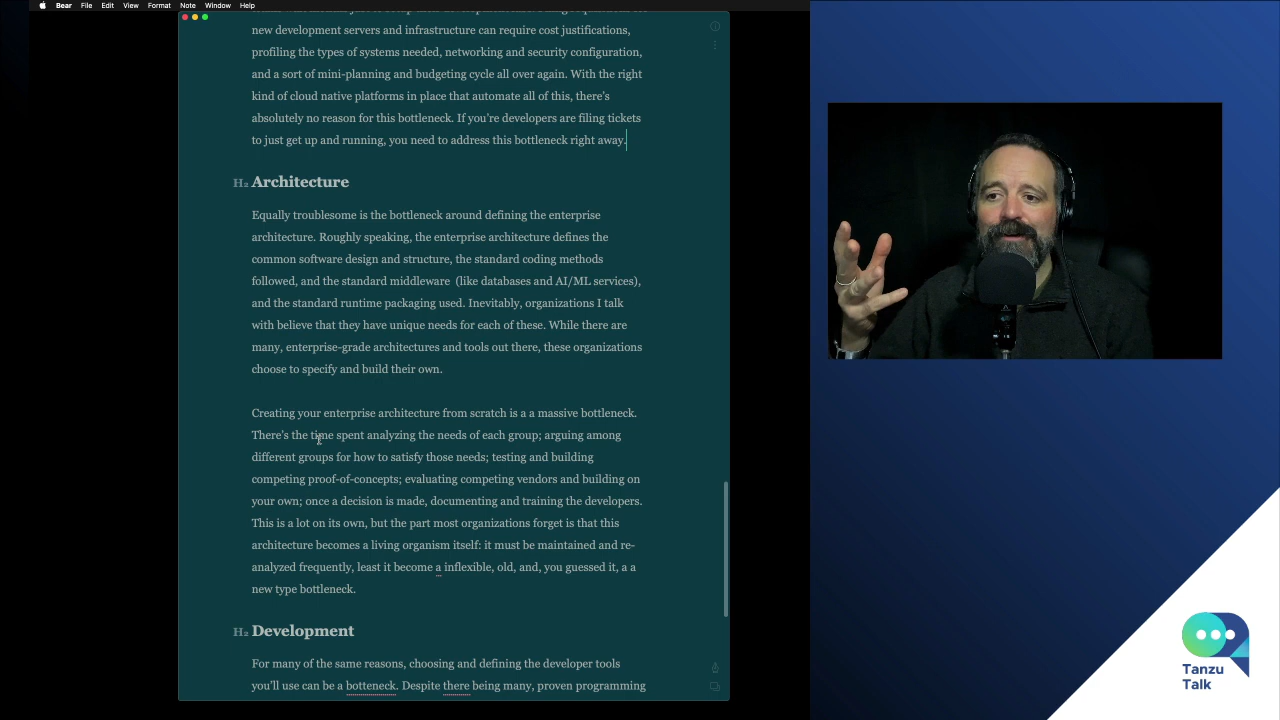 Bear File Edit View Format Note Window Help
new development servers and infrastructure can require cost justifications,
profiling the types of systems needed, networking and security configuration,
and a sort of mini-planning and budgeting cycle all over again. With the right
kind of cloud native platforms in place that automate all of this, there's
absolutely no reason for this bottleneck. If you're developers are filing tickets
to just get up and running, you need to address this bottleneck right away.
H2 Architecture
Equally troublesome is the bottleneck around defining the enterprise
architecture. Roughly speaking, the enterprise architecture defines the
common software design and structure, the standard coding methods
followed, and the standard middleware (like databases and AI/ML services),
and the standard runtime packaging used. Inevitably, organizations I talk
with believe that they have unique needs for each of these. While there are
many, enterprise-grade architectures and tools out there, these organizations
choose to specify and build their own.
Creating your enterprise architecture from scratch is a a massive bottleneck.
There's the time spent analyzing the needs of each group; arguing among
different groups for how to satisfy those needs; testing and building
competing proof-of-concepts; evaluating competing vendors and building on
your own; once a decision is made, documenting and training the developers.
This is a lot on its own, but the part most organizations forget is that this
architecture becomes a living organism itself: it must be maintained and re-
analyzed frequently, least it become a inflexible, old, and, you guessed it, a a
new type bottleneck.
H2 Development
For many of the same reasons, choosing and defining the developer tools
you'll use can be a botteneck. Despite there being many, proven programming
Tanzu
Talk